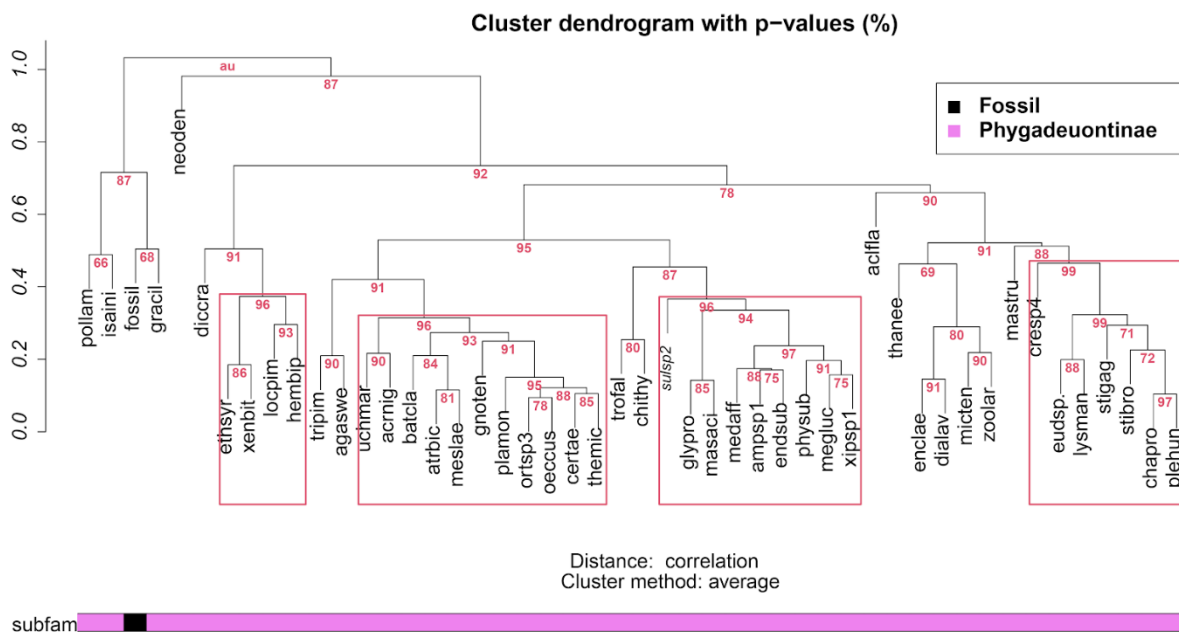 Cluster dendrogram with p−values (%)
1.0
0.8
0.6
0.4
0.2
0.0
Fossil
Phygadeuontinae
au
87
92
78
87
66
68
91
96
86
93
95
91
90
96
90
93
84
81
91
95
78
88
85
87
80
96
94
85
97
88
75
91
75
90
91
69
80
91
90
88
99
99
88
71
72
97
pollam
isaini
fossil
gracil
neoden
diccra
ethsyr
xenbit
locpim
hembip
tripim
agaswe
uchmar
acrnig
batcla
atrbic
meslae
gnoten
plamon
ortsp3
oeccus
certae
themic
trofal
chithy
sulsp2
glypro
masaci
medaff
ampsp1
endsub
physub
megluc
xipsp1
aclfla
thanee
enclae
dialav
micten
zoolar
mastru
cresp4
eudsp.
lysman
stigag
stibro
chapro
plehun
Distance: correlation
Cluster method: average
subfam